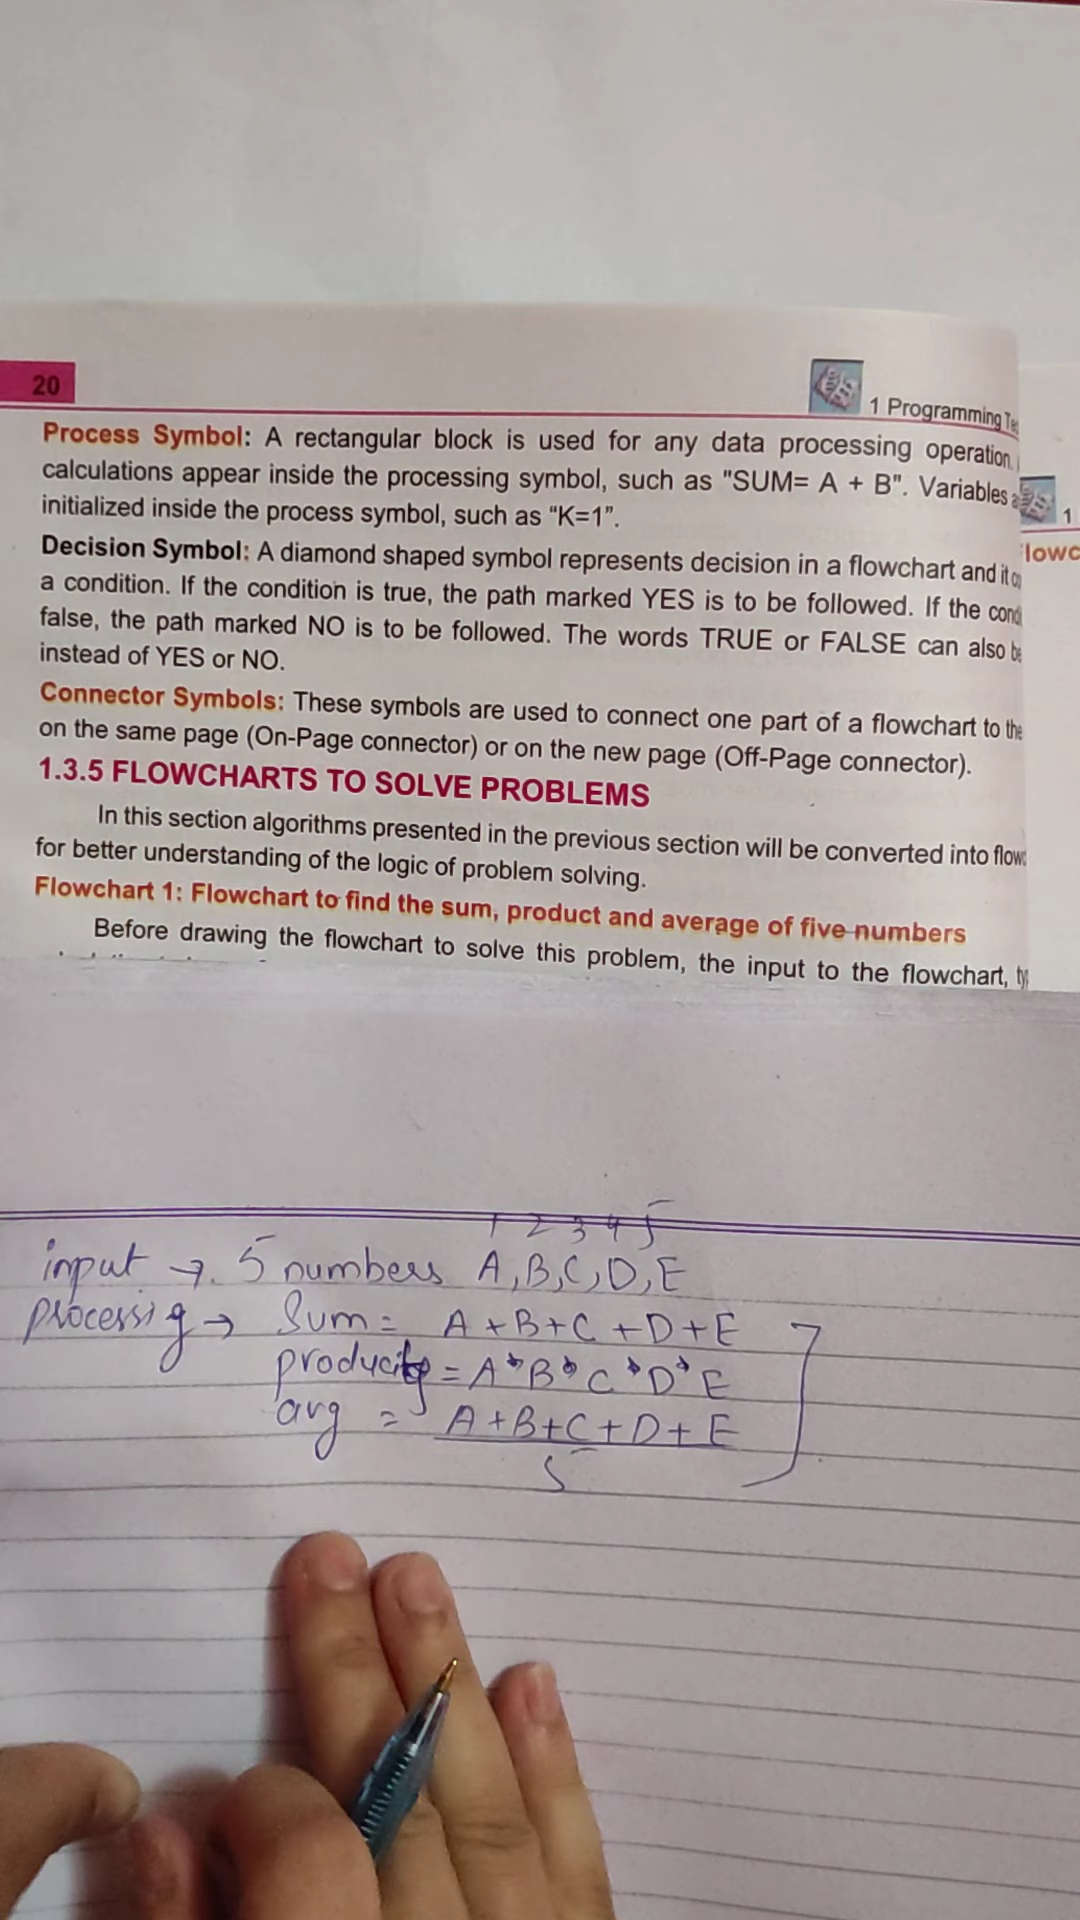 20
1 Programming
Process Symbol: A rectangular block is used for any data processing operation.
calculations appear inside the processing symbol, such as "SUM= A + B". Variables
initialized inside the process symbol, such as “K=1”.
1
Decision Symbol: A diamond shaped symbol represents decision in a flowchart and it
a condition. If the condition is true, the path marked YES is to be followed. If the
false, the path marked NO is to be followed. The words TRUE or FALSE can also
instead of YES or NO.
Connector Symbols: These symbols are used to connect one part of a flowchart to the
on the same page (On-Page connector) or on the new page (Off-Page connector).
1.3.5 FLOWCHARTS TO SOLVE PROBLEMS
In this section algorithms presented in the previous section will be converted into
for better understanding of the logic of problem solving.
Flowchart 1: Flowchart to find the sum, product and average of five numbers
Before drawing the flowchart to solve this problem, the input to the flowchart,
1 2 3 4 5
input → 5 numbers A, B, C, D, E
processig → Sum = A + B + C + D + E
= A * B * C * D * E
avg = A + B + C + D + E
5